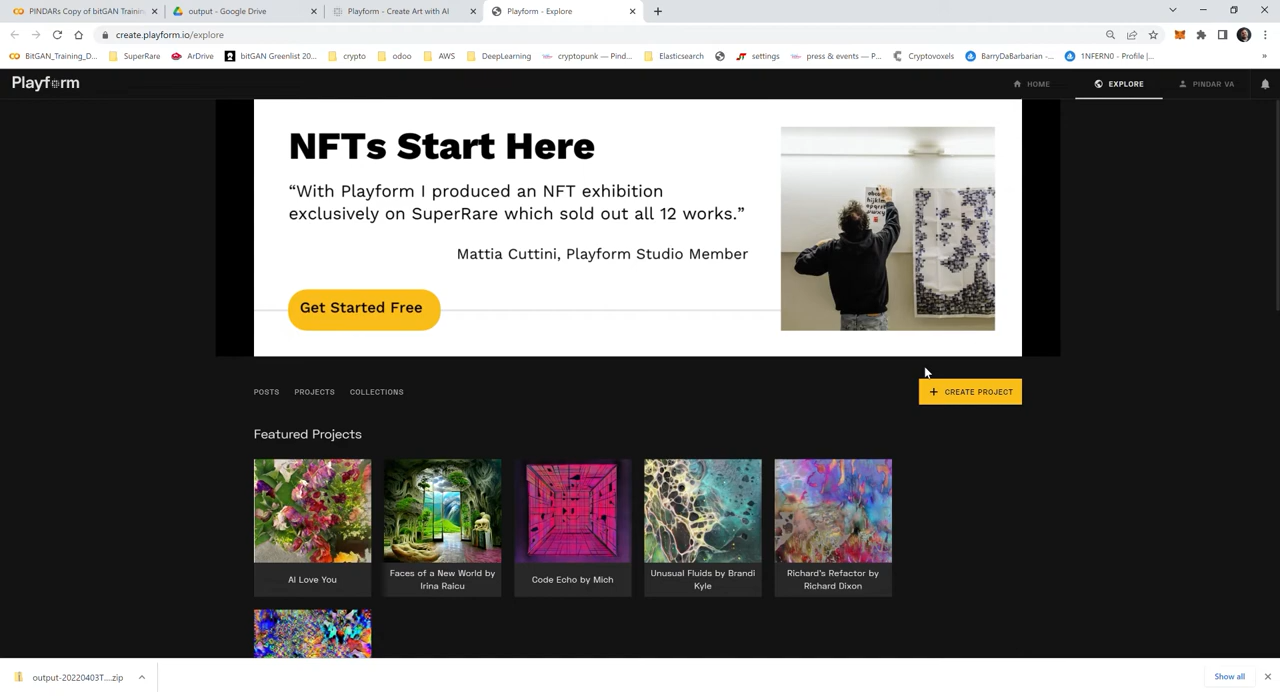 PINDARs Copy of bitGAN Trainin
output - Google Drive
Playform - Create Art with AI
Playform - Explore
create.playform.io/explore
BitGAN_Training_D...
SuperRare
ArDrive
bitGAN Greenlist 20...
crypto
odoo
AWS
DeepLearning
cryptopunk — Pind...
Elasticsearch
settings
press & events — P...
Cryptovoxels
BarryDaBarbarian -...
1NFERN0 - Profile |...
»
Playform
HOME
EXPLORE
PINDAR VA
NFTs Start Here
“With Playform I produced an NFT exhibition
exclusively on SuperRare which sold out all 12 works.”
Mattia Cuttini, Playform Studio Member
Get Started Free
POSTS
PROJECTS
COLLECTIONS
+ CREATE PROJECT
Featured Projects
AI Love You
Faces of a New World by
Irina Raicu
Code Echo by Mich
Unusual Fluids by Brandi
Kyle
Richard's Refactor by
Richard Dixon
output-20220403T....zip
Show all